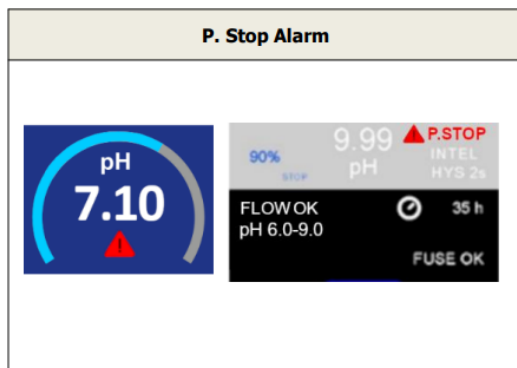 P. Stop Alarm
pH
7.10
90%
STOP
9.99
pH
P.STOP
INTEL
HYS 2s
FLOW OK
35 h
pH 6.0-9.0
FUSE OK